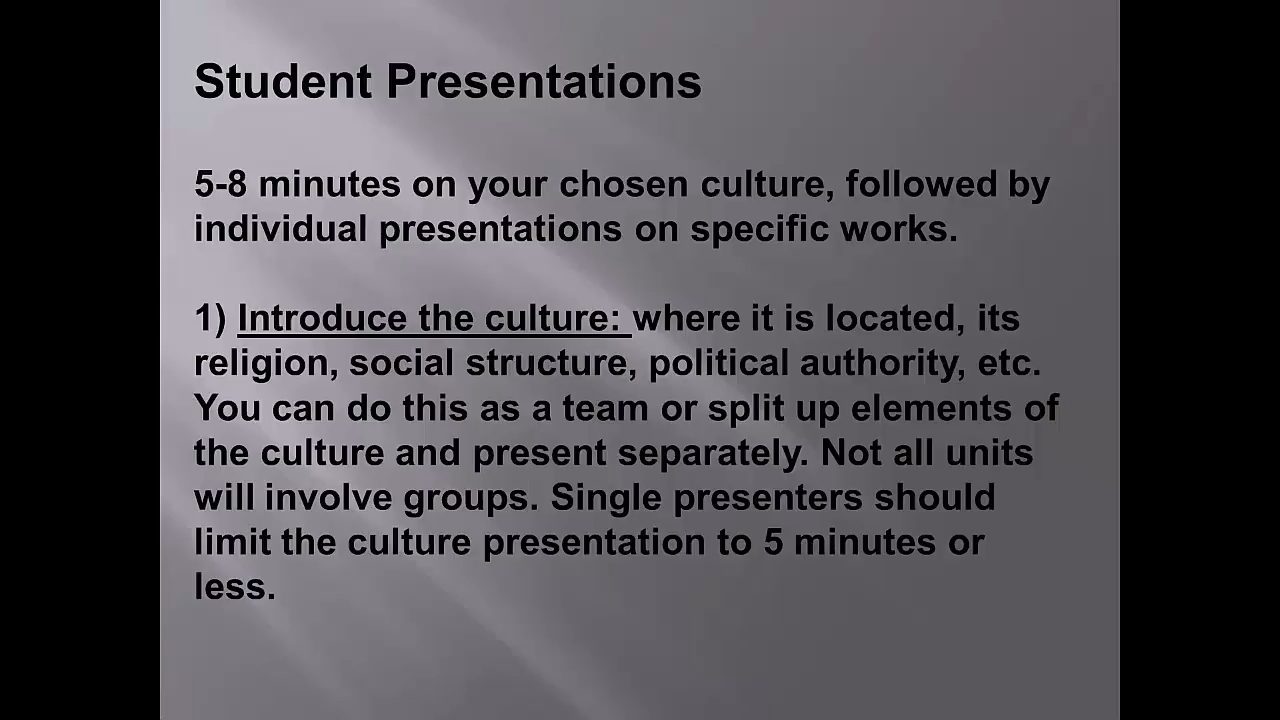 Student Presentations
5-8 minutes on your chosen culture, followed by
individual presentations on specific works.
1) Introduce the culture: where it is located, its
religion, social structure, political authority, etc.
You can do this as a team or split up elements of
the culture and present separately. Not all units
will involve groups. Single presenters should
limit the culture presentation to 5 minutes or
less.